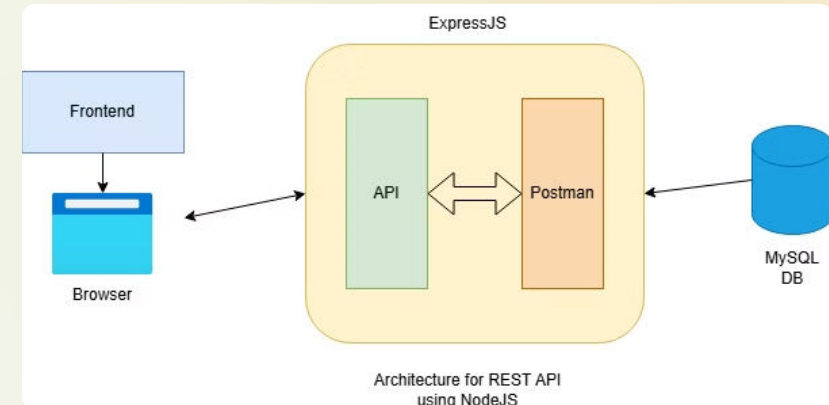 ExpressJS
Frontend
API
Postman
Browser
MySQL
DB
Architecture for REST API
using NodeJS